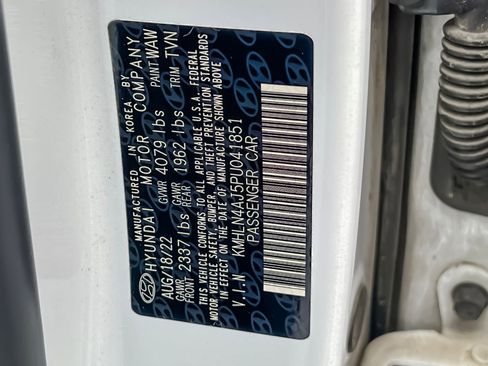 MANUFACTURED IN KOREA BY
HYUNDAI MOTOR COMPANY
AUG/18/22 GVWR 4079 lbs PAINT WAW
GAWR FRONT 2337 lbs GAWR REAR 1962 lbs TRIM TVN
THIS VEHICLE CONFORMS TO ALL APPLICABLE U.S.A. FEDERAL
MOTOR VEHICLE SAFETY, BUMPER, AND THEFT PREVENTION STANDARDS
IN EFFECT ON THE DATE OF MANUFACTURE SHOWN ABOVE
V.I.N KMHLN4AJ5PU041851
PASSENGER CAR